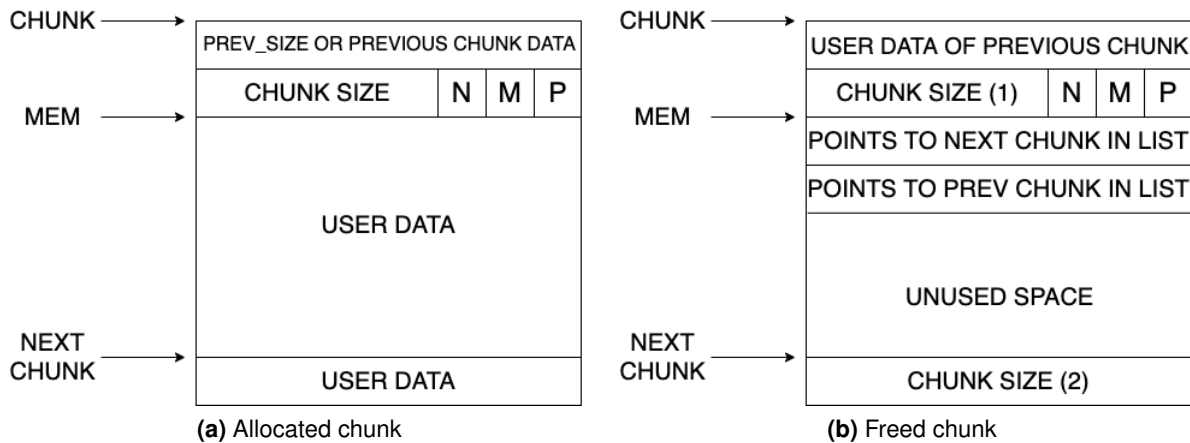 CHUNK
PREV_SIZE OR PREVIOUS CHUNK DATA
CHUNK SIZE N M P
MEM
USER DATA
NEXT
CHUNK
USER DATA
(a) Allocated chunk
CHUNK
USER DATA OF PREVIOUS CHUNK
CHUNK SIZE (1) N M P
MEM
POINTS TO NEXT CHUNK IN LIST
POINTS TO PREV CHUNK IN LIST
UNUSED SPACE
NEXT
CHUNK
CHUNK SIZE (2)
(b) Freed chunk